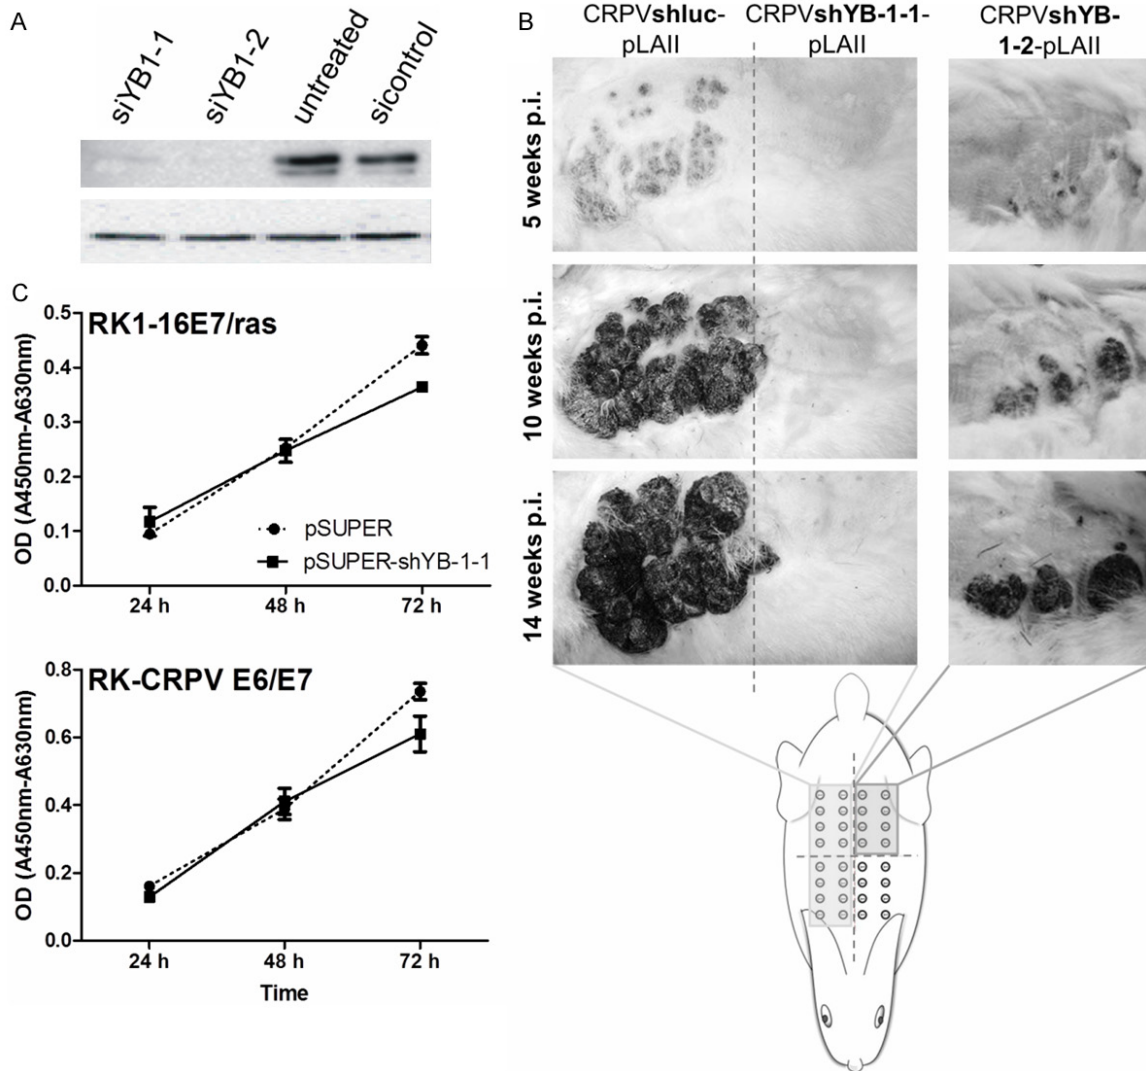 A
siYB1-1
siYB1-2
untreated
sicontrol
B
CRPVshluc-
pLAII
CRPVshYB-1-1-
pLAII
CRPVshYB-
1-2-pLAII
5 weeks p.i.
10 weeks p.i.
14 weeks p.i.
C
RK1-16E7/ras
OD (A450nm-A630nm)
0.5
0.4
0.3
0.2
0.1
0.0
pSUPER
pSUPER-shYB-1-1
24 h
48 h
72 h
RK-CRPV E6/E7
OD (A450nm-A630nm)
0.8
0.6
0.4
0.2
0.0
24 h
48 h
72 h
Time